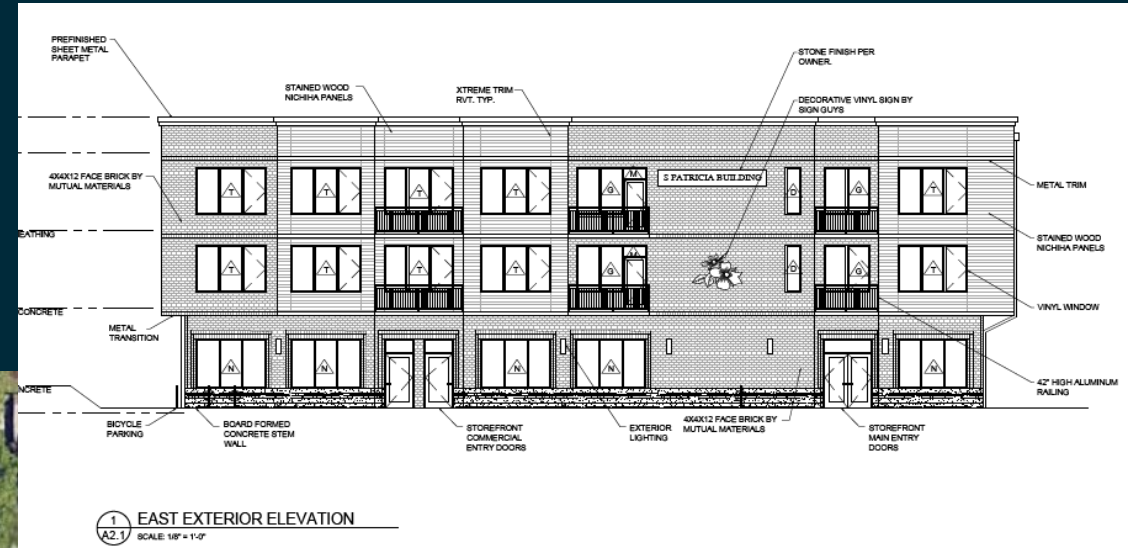 PREFINISHED
SHEET METAL
PARAPET
STAINED WOOD
NICHIHA PANELS
XTREME TRIM
RVT. TYP.
STONE FINISH PER
OWNER.
DECORATIVE VINYL SIGN BY
SIGN GUYS
4X4X12 FACE BRICK BY
MUTUAL MATERIALS
T
T
T
T
G
M
S PATRICIA BUILDING
D
G
T
METAL TRIM
EATHING
STAINED WOOD
NICHIHA PANELS
T
T
T
T
G
M
D
G
T
VINYL WINDOW
CONCRETE
METAL
TRANSITION
N
N
N
N
N
42" HIGH ALUMINUM
RAILING
NCRETE
BICYCLE
PARKING
BOARD FORMED
CONCRETE STEM
WALL
STOREFRONT
COMMERCIAL
ENTRY DOORS
EXTERIOR
LIGHTING
4X4X12 FACE BRICK BY
MUTUAL MATERIALS
STOREFRONT
MAIN ENTRY
DOORS
1
A2.1
EAST EXTERIOR ELEVATION
SCALE: 1/8" = 1'-0"